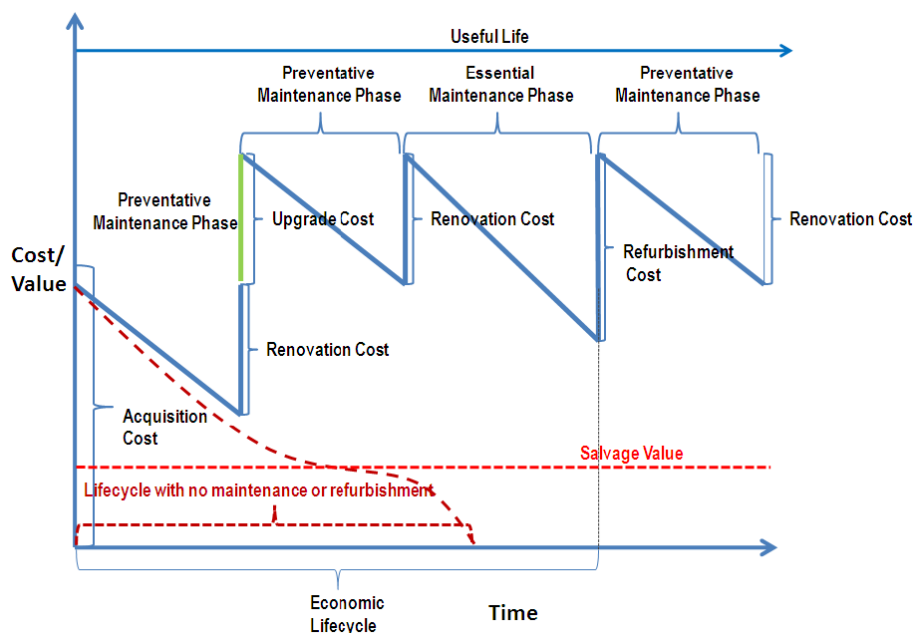 Useful Life
Preventative
Maintenance Phase
Essential
Maintenance Phase
Preventative
Maintenance Phase
Preventative
Maintenance Phase
Upgrade Cost
Renovation Cost
Renovation Cost
Refurbishment
Cost
Cost/
Value
Renovation Cost
Acquisition
Cost
Salvage Value
Lifecycle with no maintenance or refurbishment
Economic
Lifecycle
Time